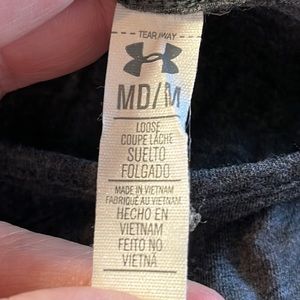 TEAR AWAY
MD/M
LOOSE
COUPE LÂCHE
SUELTO
FOLGADO
MADE IN VIETNAM
FABRIQUÉ AU VIETNAM
HECHO EN
VIETNAM
FEITO NO
VIETNÃ